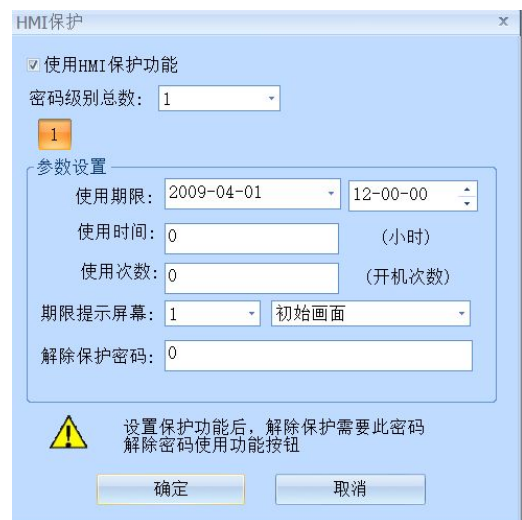 HMI保护 x
使用HMI保护功能
密码级别总数: 1
1
参数设置
使用期限: 2009-04-01 12-00-00
使用时间: 0 (小时)
使用次数: 0 (开机次数)
期限提示屏幕: 1 初始画面
解除保护密码: 0
设置保护功能后, 解除保护需要此密码
解除密码使用功能按钮
确定 取消